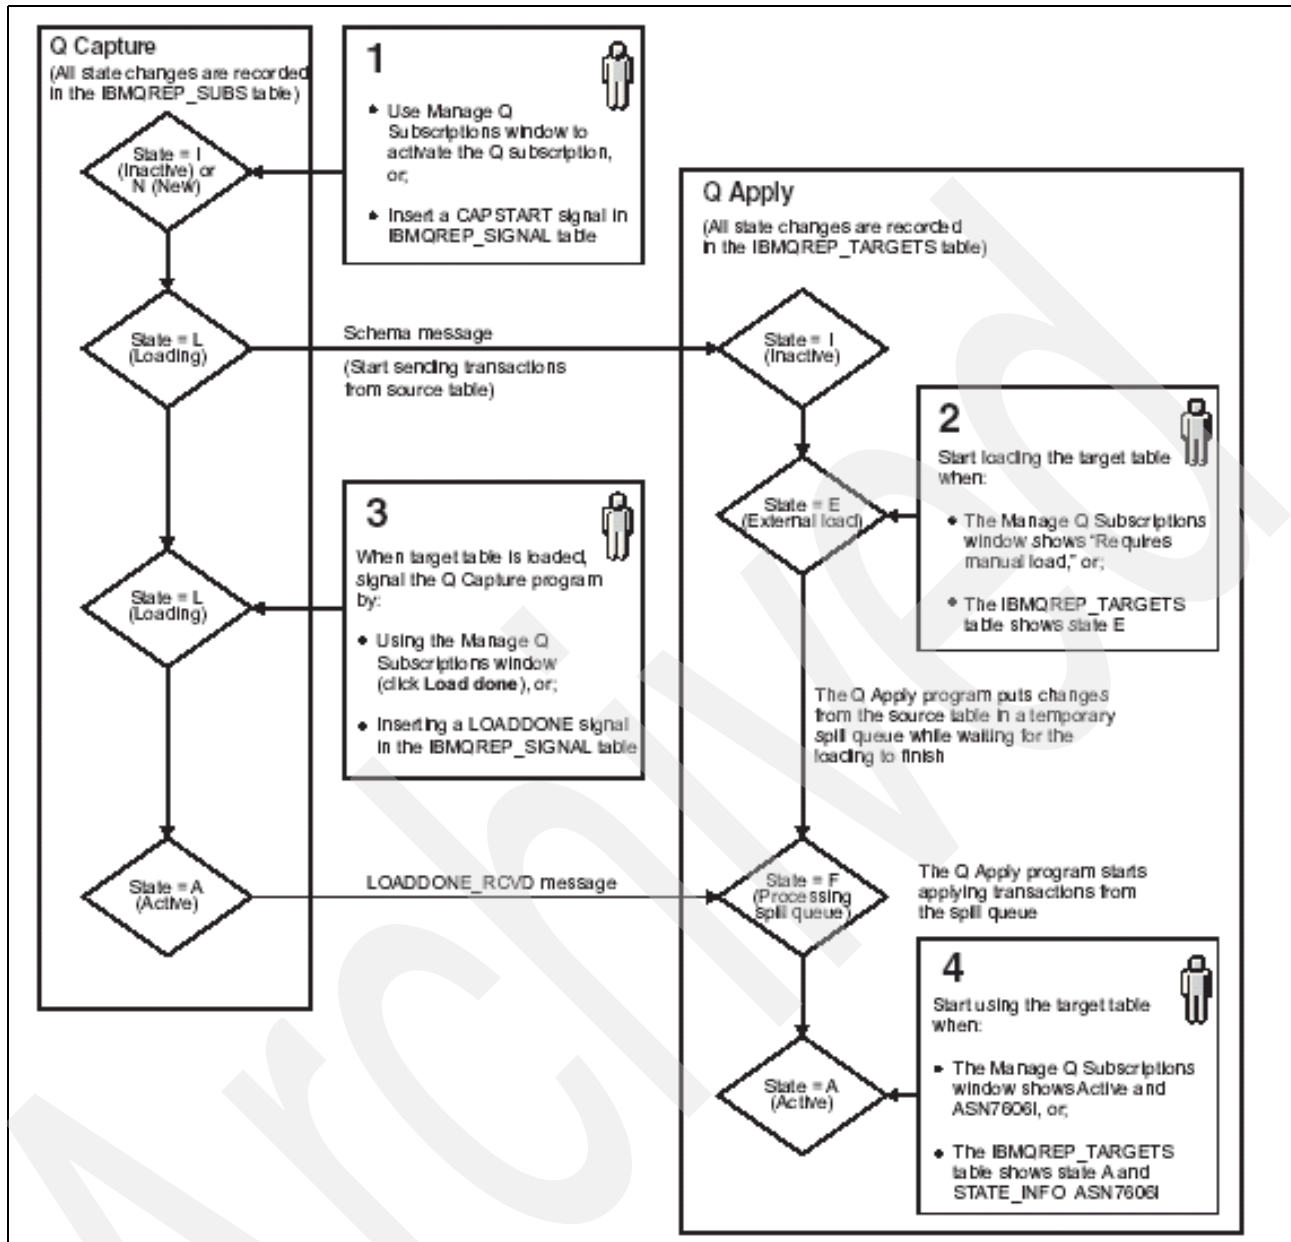 Q Capture
(All state changes are recorded
in the IBMQREP_SUBS table)
State = I
(Inactive) or
N (New)
1
• Use Manage Q
Subscriptions window to
activate the Q subscription,
or;
• Insert a CAPSTART signal in
IBMQREP_SIGNAL table
Q Apply
(All state changes are recorded
in the IBMQREP_TARGETS table)
State = L
(Loading)
Schema message
(Start sending transactions
from source table)
State = I
(Inactive)
2
Start loading the target table
when:
• The Manage Q Subscriptions
window shows "Requires
manual load," or;
• The IBMQREP_TARGETS
table shows state E
State = E
(External load)
3
When target table is loaded,
signal the Q Capture program
by:
• Using the Manage Q
Subscriptions window
(click Load done), or;
• Inserting a LOADDONE signal
in the IBMQREP_SIGNAL table
State = L
(Loading)
The Q Apply program puts changes
from the source table in a temporary
spill queue while waiting for the
loading to finish
State = A
(Active)
LOADDONE_RCVD message
State = F
(Processing
spill queue)
The Q Apply program starts
applying transactions from
the spill queue
4
Start using the target table
when:
• The Manage Q Subscriptions
window shows Active and
ASN7606I, or;
• The IBMQREP_TARGETS
table shows state A and
STATE_INFO ASN7606I
State = A
(Active)
Archived